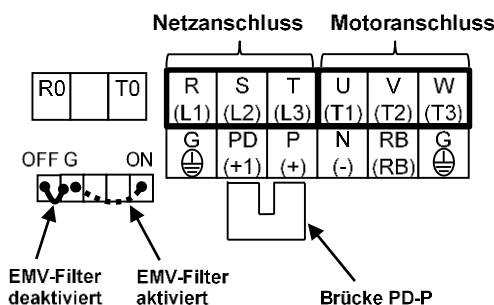 Netzanschluss Motoranschluss
R0 T0 R S T U V W
(L1) (L2) (L3) (T1) (T2) (T3)
G PD P N RB G
(+1) (+) (-) (RB)
OFF G ON
EMV-Filter deaktiviert
EMV-Filter aktiviert
Brücke PD-P